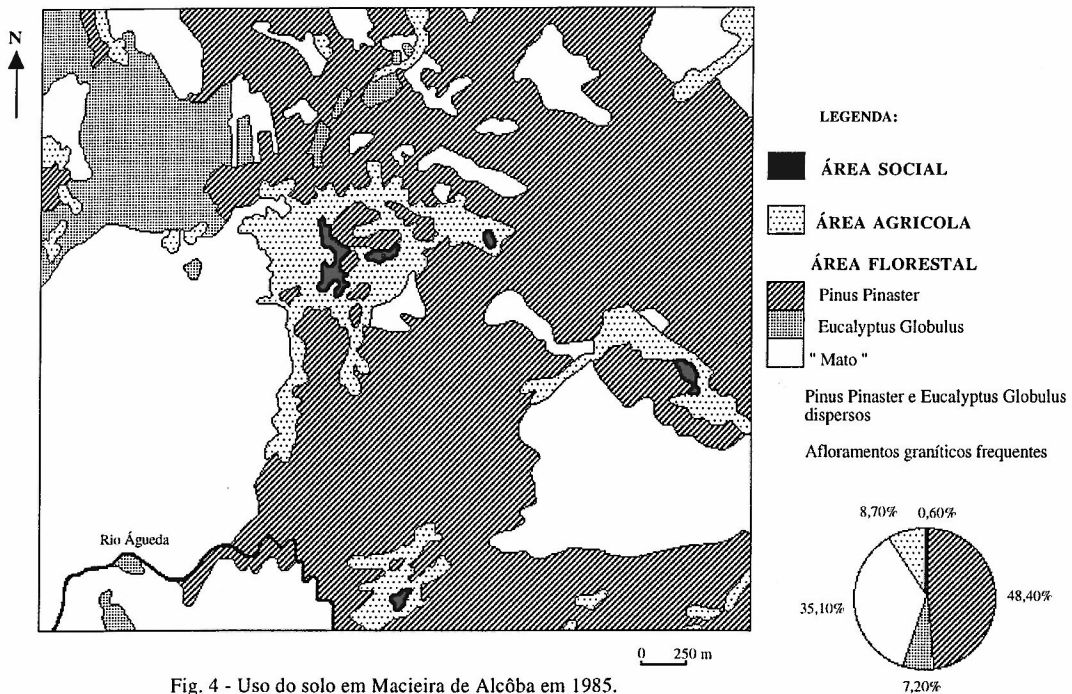 N
LEGENDA:
ÁREA SOCIAL
ÁREA AGRICOLA
ÁREA FLORESTAL
Pinus Pinaster
Eucalyptus Globulus
" Mato "
Pinus Pinaster e Eucalyptus Globulus
dispersos
Afloramentos graníticos frequentes
Rio Águeda
8,70%
0,60%
35,10%
48,40%
7,20%
0 250 m
Fig. 4 - Uso do solo em Macieira de Alcôba em 1985.